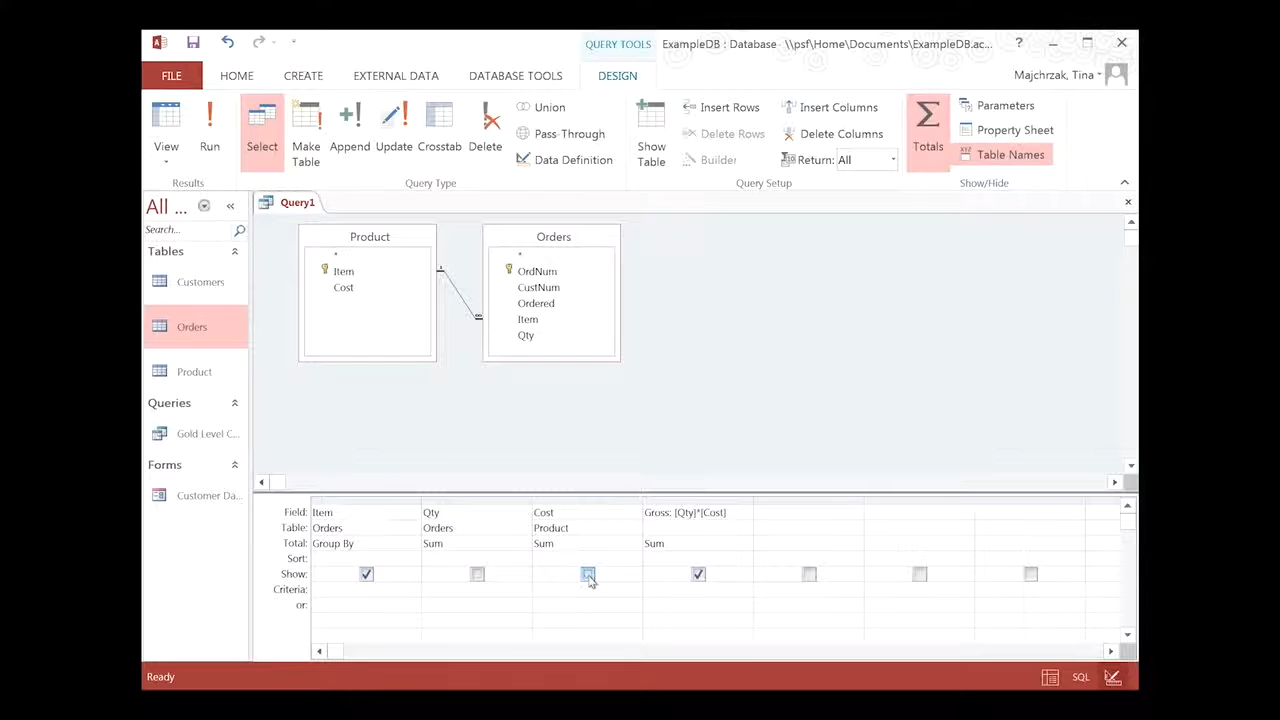 QUERY TOOLS ExampleDB : Database - \\psf\Home\Documents\ExampleDB.ac... ?
FILE HOME CREATE EXTERNAL DATA DATABASE TOOLS DESIGN Majchrzak, Tina
View Run Select Make Table Append Update Crosstab Delete
Union
Pass-Through
Data Definition
Show Table
Insert Rows
Delete Rows
Builder
Insert Columns
Delete Columns
Return: All
Σ Totals
Parameters
Property Sheet
XYZ Table Names
Results Query Type Query Setup Show/Hide
All ... «
Search...
Tables
Customers
Orders
Product
Queries
Gold Level C...
Forms
Customer Da...
Query1
Product
*
Item
Cost
1
∞
Orders
*
OrdNum
CustNum
Ordered
Item
Qty
Field: Item Qty Cost Gross: [Qty]*[Cost]
Table: Orders Orders Product
Total: Group By Sum Sum Sum
Sort:
Show:
Criteria:
or:
Ready SQL